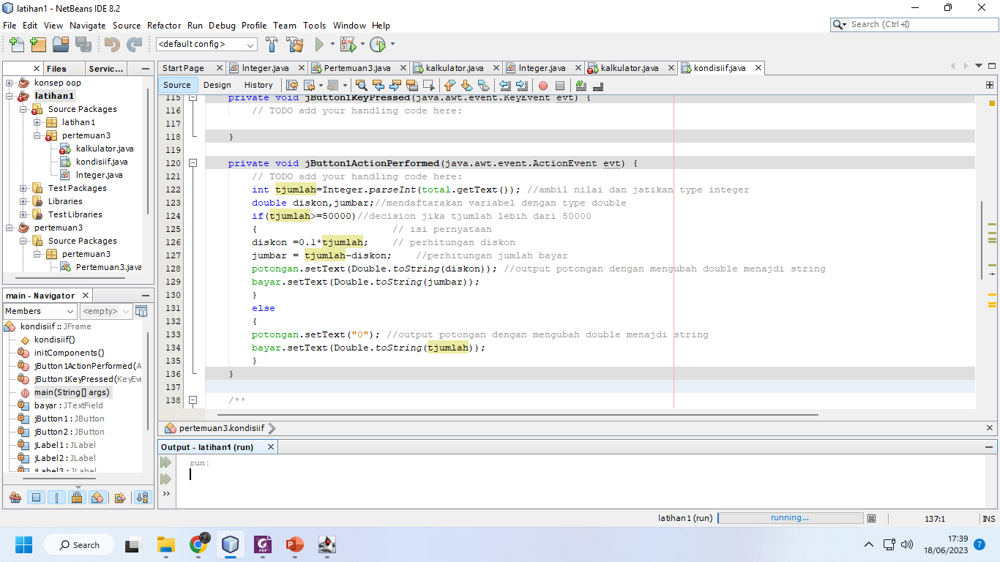 latihan1 - NetBeans IDE 8.2
File Edit View Navigate Source Refactor Run Debug Profile Team Tools Window Help
Search (Ctrl+I)
<default config>
Files Servic...
Start Page Integer.java Pertemuan3.java kalkulator.java Integer.java kalkulator.java kondisiif.java
Source Design History
konsep oop
latihan1
Source Packages
latihan1
pertemuan3
kalkulator.java
kondisiif.java
Integer.java
Test Packages
Libraries
Test Libraries
pertemuan3
Source Packages
pertemuan3
Pertemuan3.java
115 private void jButton1KeyPressed(java.awt.event.KeyEvent evt) {
116 // TODO add your handling code here:
117
118 }
119
120 private void jButton1ActionPerformed(java.awt.event.ActionEvent evt) {
121 // TODO add your handling code here:
122 int tjumlah=Integer.parseInt(total.getText()); //ambil nilai dan jatikan type integer
123 double diskon,jumbar;//mendaftarakan variabel dengan type double
124 if(tjumlah>=50000)//decision jika tjumlah lebih dari 50000
125 { // isi pernyataan
126 diskon =0.1*tjumlah; // perhitungan diskon
127 jumbar = tjumlah-diskon; //perhitungan jumlah bayar
128 potongan.setText(Double.toString(diskon)); //output potongan dengan mengubah double menajdi string
129 bayar.setText(Double.toString(jumbar));
130 }
131 else
132 {
133 potongan.setText("0"); //output potongan dengan mengubah double menajdi string
134 bayar.setText(Double.toString(tjumlah));
135 }
136 }
137
138 /**
pertemuan3.kondisiif
main - Navigator
Members <empty>
kondisiif :: JFrame
kondisiif()
initComponents()
jButton1ActionPerformed(A
jButton1KeyPressed(KeyEve
main(String[] args)
bayar : JTextField
jButton1 : JButton
jButton2 : JButton
jLabel1 : JLabel
jLabel2 : JLabel
jLabel3 : JLabel
Output - latihan1 (run)
run:
latihan1 (run) running... 137:1 INS
Search
17:39
18/06/2023
7